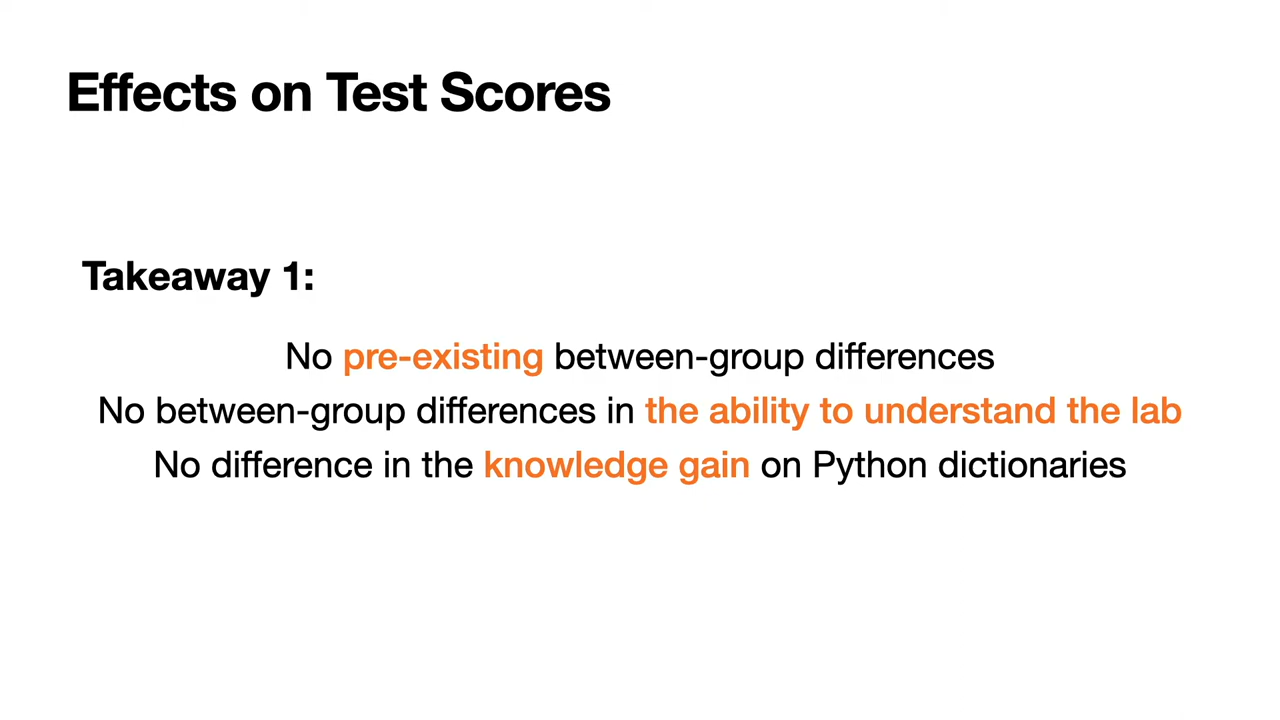 Effects on Test Scores
Takeaway 1:
No pre-existing between-group differences
No between-group differences in the ability to understand the lab
No difference in the knowledge gain on Python dictionaries